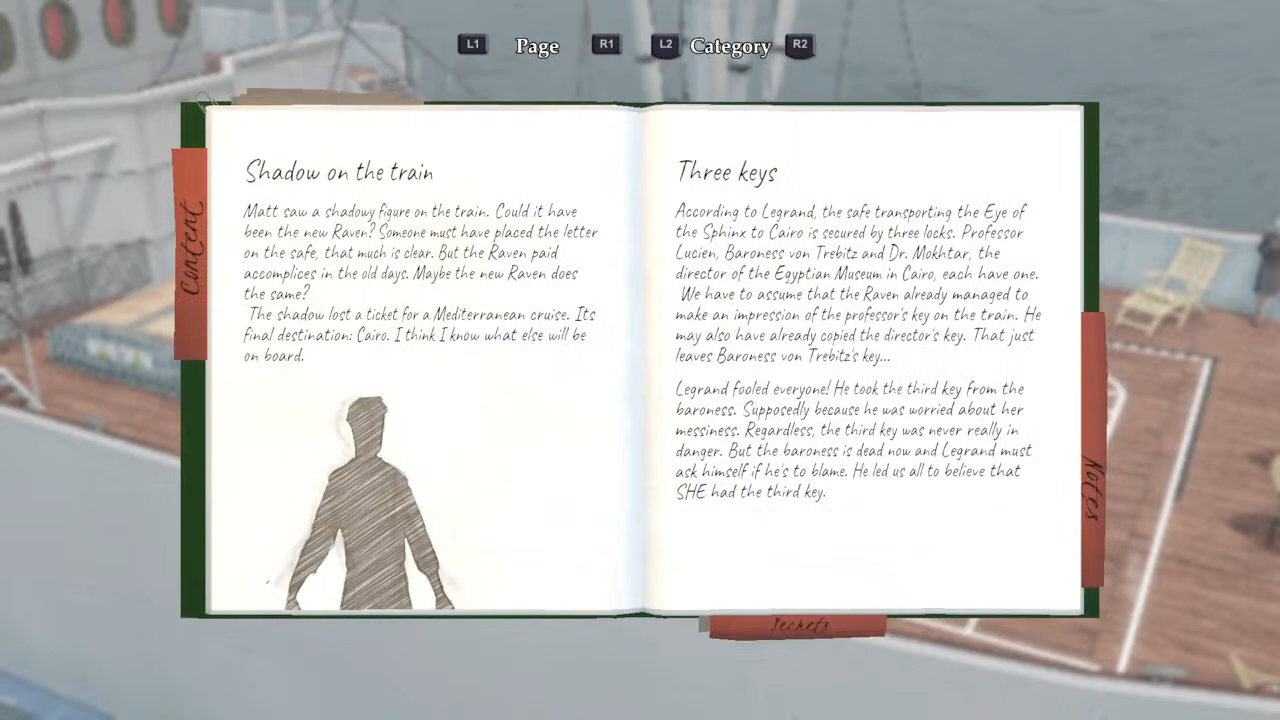 L1 Page R1 L2 Category R2
content
Shadow on the train
Matt saw a shadowy figure on the train. Could it have
been the new Raven? Someone must have placed the letter
on the safe, that much is clear. But the Raven paid
accomplices in the old days. Maybe the new Raven does
the same?
The shadow lost a ticket for a Mediterranean cruise. Its
final destination: Cairo. I think I know what else will be
on board.
Three keys
According to Legrand, the safe transporting the Eye of
the Sphinx to Cairo is secured by three locks. Professor
Lucien, Baroness von Trebitz and Dr. Mokhtar, the
director of the Egyptian Museum in Cairo, each have one.
We have to assume that the Raven already managed to
make an impression of the professor's key on the train. He
may also have already copied the director's key. That just
leaves Baroness von Trebitz's key...
Legrand fooled everyone! He took the third key from the
baroness. Supposedly because he was worried about her
messiness. Regardless, the third key was never really in
danger. But the baroness is dead now and Legrand must
ask himself if he's to blame. He led us all to believe that
SHE had the third key.
Notes
Secrets